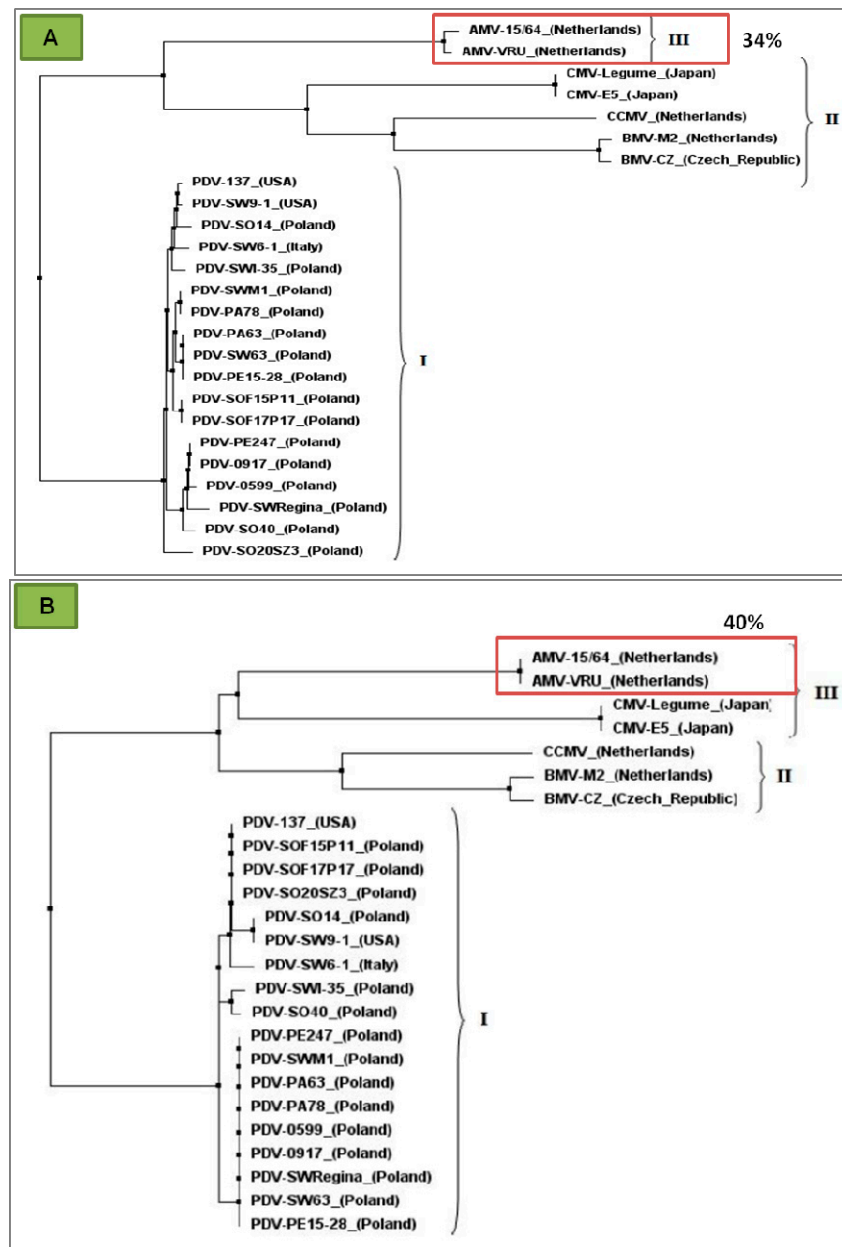 A
AMV-15/64_(Netherlands)
AMV-VRU_(Netherlands)
III
34%
CMV-Legume_(Japan)
CMV-E5_(Japan)
CCMV_(Netherlands)
BMV-M2_(Netherlands)
BMV-CZ_(Czech_Republic)
II
PDV-137_(USA)
PDV-SW9-1_(USA)
PDV-SO14_(Poland)
PDV-SW6-1_(Italy)
PDV-SWI-35_(Poland)
PDV-SWM1_(Poland)
PDV-PA78_(Poland)
PDV-PA63_(Poland)
PDV-SW63_(Poland)
PDV-PE15-28_(Poland)
PDV-SOF15P11_(Poland)
PDV-SOF17P17_(Poland)
PDV-PE247_(Poland)
PDV-0917_(Poland)
PDV-0599_(Poland)
PDV-SWRegina_(Poland)
PDV-SO40_(Poland)
PDV-SO20SZ3_(Poland)
I
B
40%
AMV-15/64_(Netherlands)
AMV-VRU_(Netherlands)
CMV-Legume_(Japan)
CMV-E5_(Japan)
III
CCMV_(Netherlands)
BMV-M2_(Netherlands)
BMV-CZ_(Czech_Republic)
II
PDV-137_(USA)
PDV-SOF15P11_(Poland)
PDV-SOF17P17_(Poland)
PDV-SO20SZ3_(Poland)
PDV-SO14_(Poland)
PDV-SW9-1_(USA)
PDV-SW6-1_(Italy)
PDV-SWI-35_(Poland)
PDV-SO40_(Poland)
PDV-PE247_(Poland)
PDV-SWM1_(Poland)
PDV-PA63_(Poland)
PDV-PA78_(Poland)
PDV-0599_(Poland)
PDV-0917_(Poland)
PDV-SWRegina_(Poland)
PDV-SW63_(Poland)
PDV-PE15-28_(Poland)
I